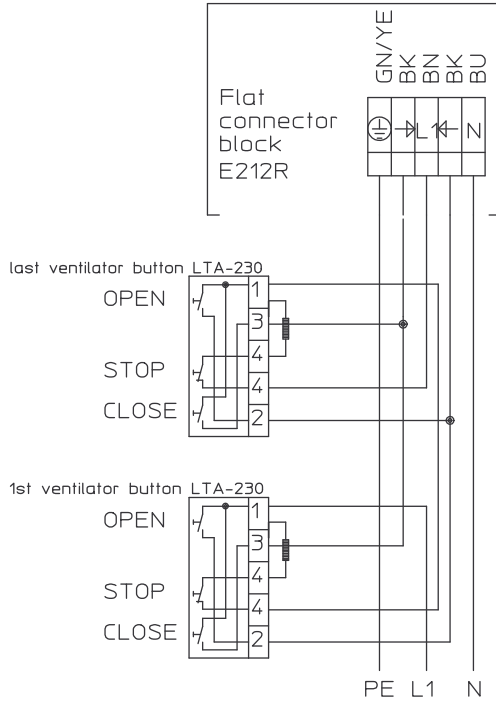 GN/YE
BK
BN
BK
BU
Flat
connector
block
E212R
L1
N
last ventilator button LTA-230
OPEN
STOP
CLOSE
1
3
4
4
2
1st ventilator button LTA-230
OPEN
STOP
CLOSE
1
3
4
4
2
PE L1 N